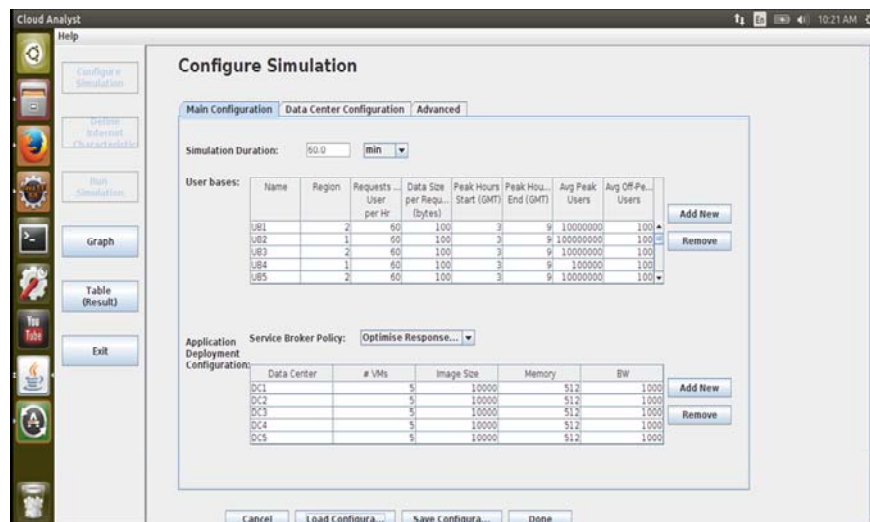 Cloud Analyst
En
10:21 AM
Help
Configure
Simulation
Define
Internet
Characteristic
Run
Simulation
Graph
Table
(Result)
Exit
Configure Simulation
Main Configuration Data Center Configuration Advanced
Simulation Duration: 60.0 min
User bases:
Name Region Requests ... User per Hr Data Size per Requ... (bytes) Peak Hours Start (GMT) Peak Hou... End (GMT) Avg Peak Users Avg Off-Pe... Users
UB1 2 60 100 3 9 10000000 100
UB2 1 60 100 3 9 100000000 100
UB3 2 60 100 3 9 10000000 100
UB4 1 60 100 3 9 100000 100
UB5 2 60 100 3 9 10000000 100
Add New
Remove
Application
Deployment
Configuration:
Service Broker Policy: Optimise Response...
Data Center # VMs Image Size Memory BW
DC1 5 10000 512 1000
DC2 5 10000 512 1000
DC3 5 10000 512 1000
DC4 5 10000 512 1000
DC5 5 10000 512 1000
Add New
Remove
Cancel Load Configura... Save Configura... Done
You
Tube